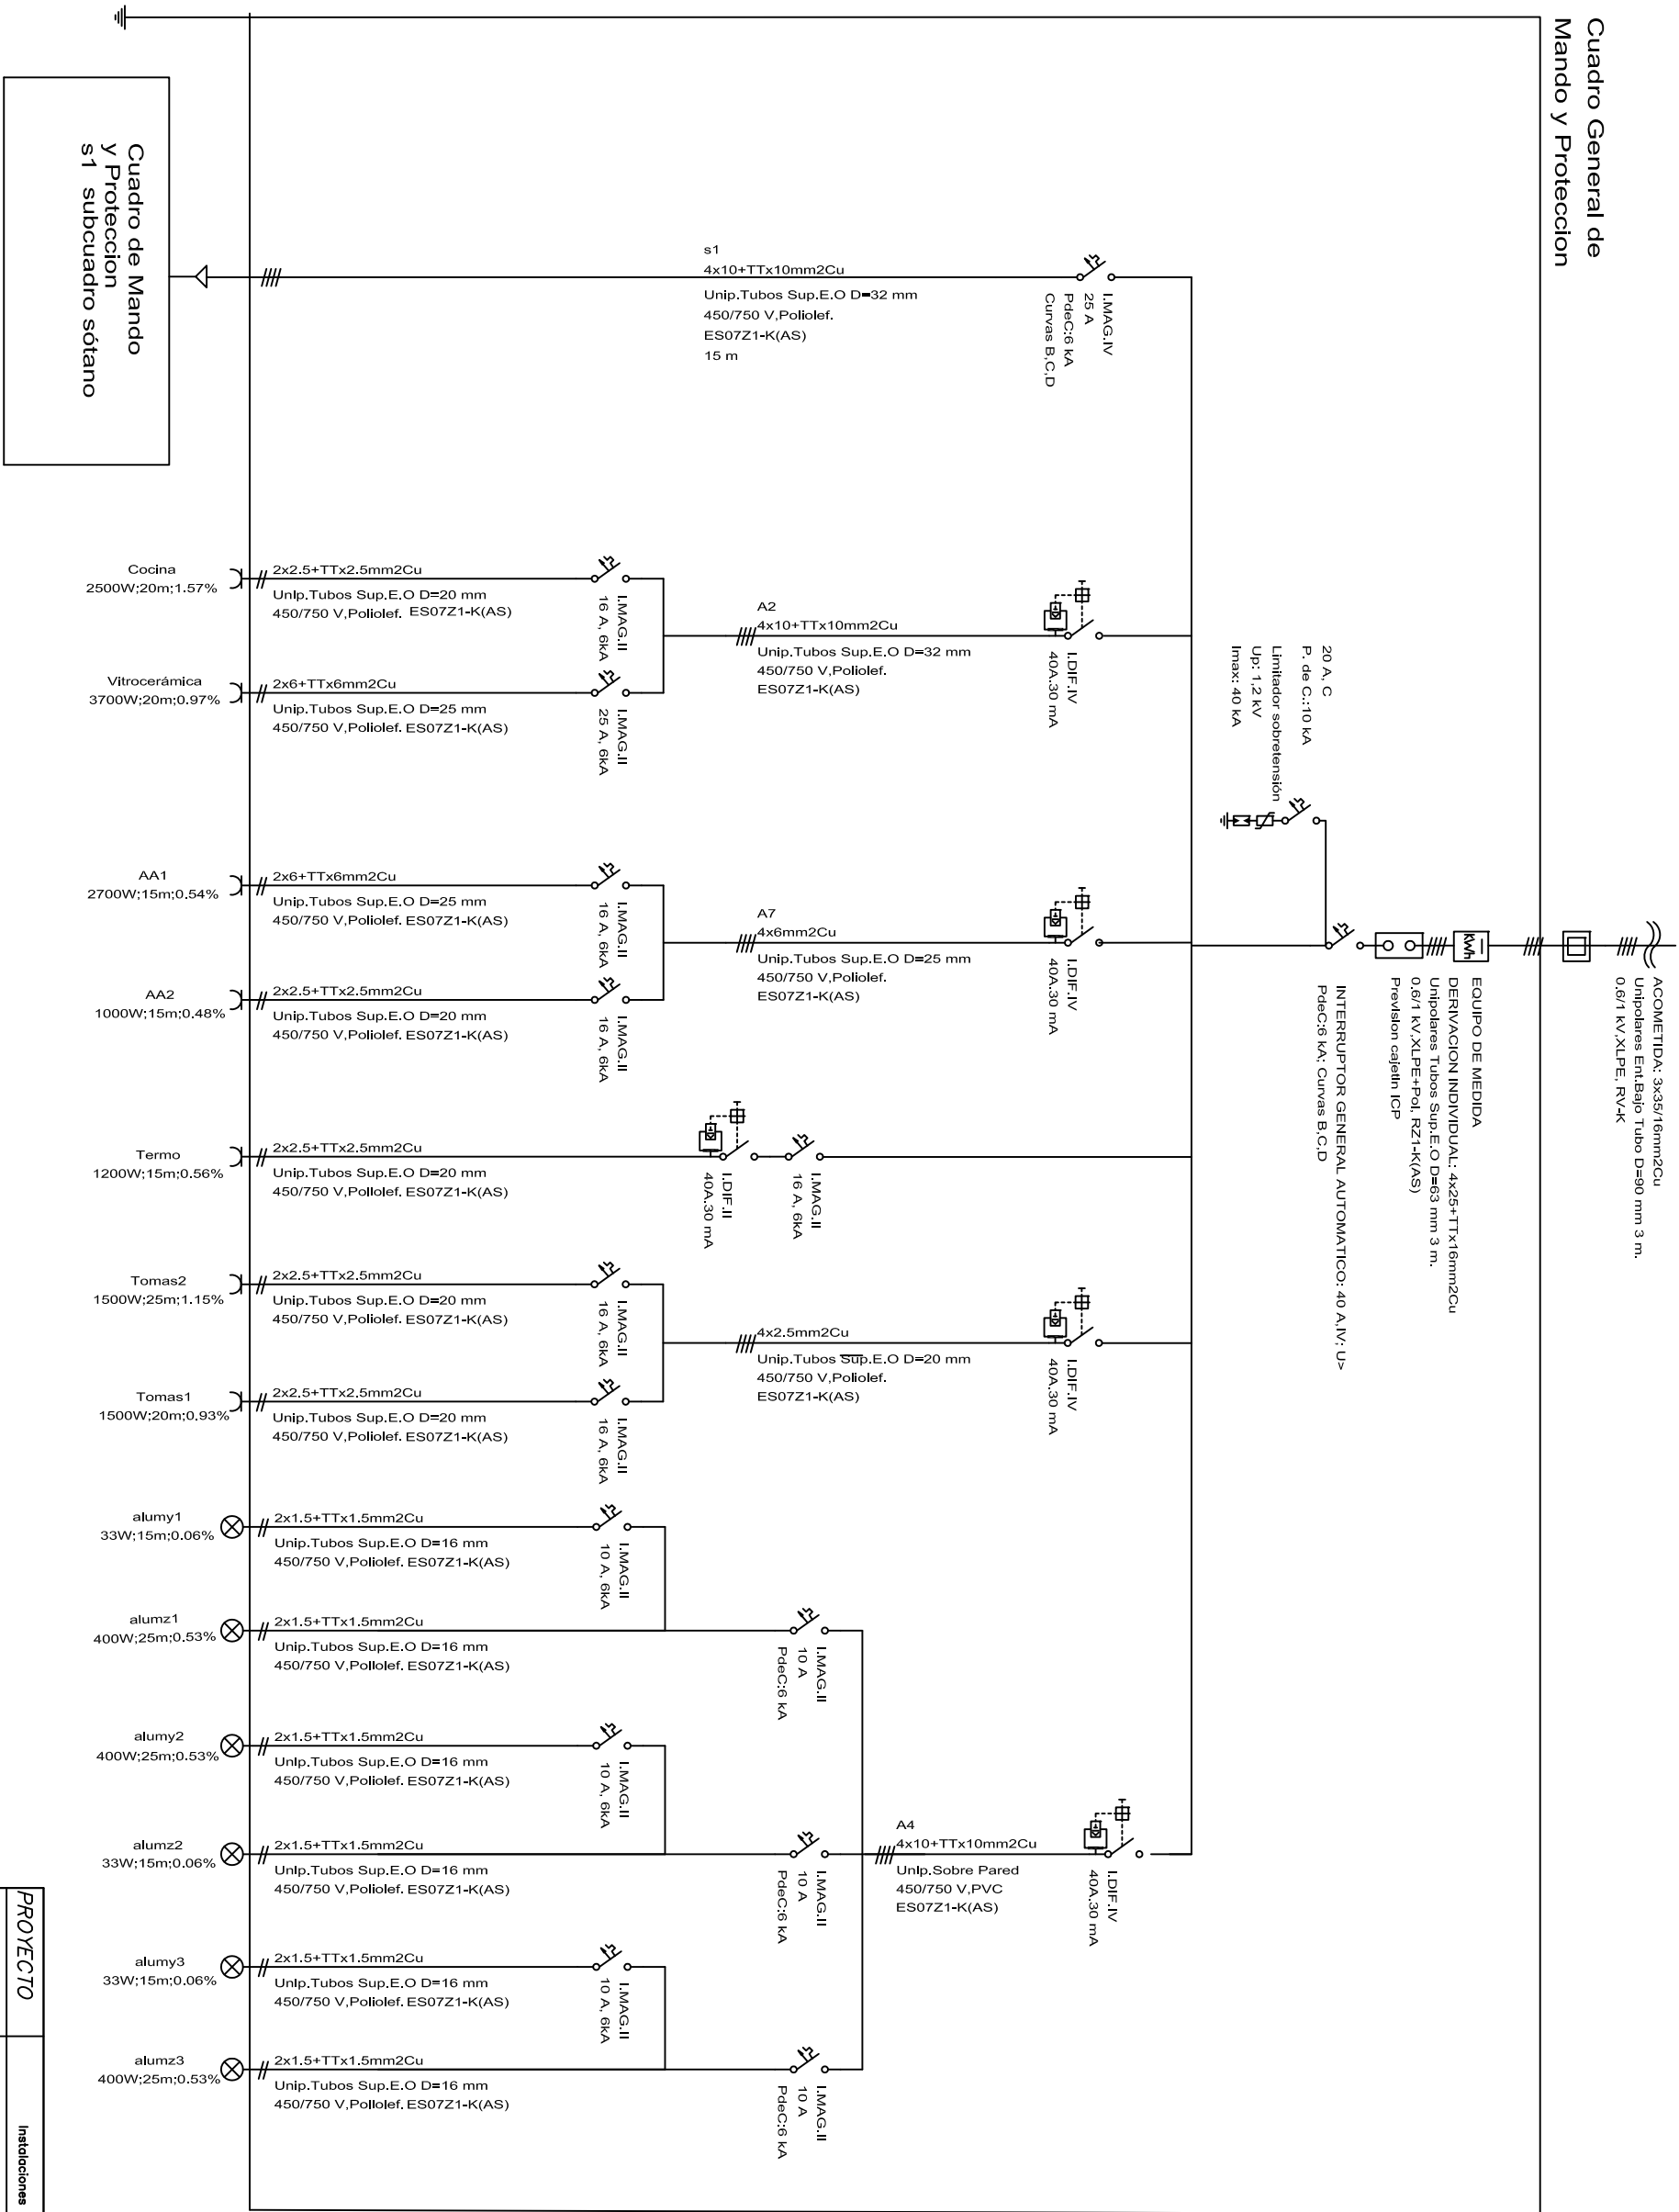 Cuadro General de
Mando y Proteccion
ACOMETIDA: 3x35/16mm2Cu
Unipolares Ent.Bajo Tubo D=90 mm 3 m.
0.6/1 kV,XLPE, RV-K
KWh
EQUIPO DE MEDIDA
DERIVACION INDIVIDUAL: 4x25+TTx16mm2Cu
Unipolares Tubos Sup.E.O D=63 mm 3 m.
0.6/1 kV,XLPE+Pol, RZ1-K(AS)
Prevision cajetin ICP
INTERRUPTOR GENERAL AUTOMATICO: 40 A,IV; U>
PdeC:6 kA; Curvas B,C,D
20 A, C
P. de C.:10 kA
Limitador sobretensión
Up: 1,2 kV
Imax: 40 kA
s1
4x10+TTx10mm2Cu
Unip.Tubos Sup.E.O D=32 mm
450/750 V,Poliolef.
ES07Z1-K(AS)
15 m
I.MAG.IV
25 A
PdeC:6 kA
Curvas B,C,D
Cuadro de Mando
y Proteccion
s1 subcuadro sótano
Cocina
2500W;20m;1.57%
2x2.5+TTx2.5mm2Cu
Unip.Tubos Sup.E.O D=20 mm
450/750 V,Poliolef. ES07Z1-K(AS)
I.MAG.II
16 A, 6kA
A2
4x10+TTx10mm2Cu
Unip.Tubos Sup.E.O D=32 mm
450/750 V,Poliolef.
ES07Z1-K(AS)
I.DIF.IV
40A.30 mA
Vitrocerámica
3700W;20m;0.97%
2x6+TTx6mm2Cu
Unip.Tubos Sup.E.O D=25 mm
450/750 V,Poliolef. ES07Z1-K(AS)
I.MAG.II
25 A, 6kA
AA1
2700W;15m;0.54%
2x6+TTx6mm2Cu
Unip.Tubos Sup.E.O D=25 mm
450/750 V,Poliolef. ES07Z1-K(AS)
I.MAG.II
16 A, 6kA
A7
4x6mm2Cu
Unip.Tubos Sup.E.O D=25 mm
450/750 V,Poliolef.
ES07Z1-K(AS)
I.DIF.IV
40A.30 mA
AA2
1000W;15m;0.48%
2x2.5+TTx2.5mm2Cu
Unip.Tubos Sup.E.O D=20 mm
450/750 V,Poliolef. ES07Z1-K(AS)
I.MAG.II
16 A, 6kA
Termo
1200W;15m;0.56%
2x2.5+TTx2.5mm2Cu
Unip.Tubos Sup.E.O D=20 mm
450/750 V,Poliolef. ES07Z1-K(AS)
I.DIF.II
40A.30 mA
I.MAG.II
16 A, 6kA
Tomas2
1500W;25m;1.15%
2x2.5+TTx2.5mm2Cu
Unip.Tubos Sup.E.O D=20 mm
450/750 V,Poliolef. ES07Z1-K(AS)
I.MAG.II
16 A, 6kA
4x2.5mm2Cu
Unip.Tubos Sup.E.O D=20 mm
450/750 V,Poliolef.
ES07Z1-K(AS)
I.DIF.IV
40A.30 mA
Tomas1
1500W;20m;0.93%
2x2.5+TTx2.5mm2Cu
Unip.Tubos Sup.E.O D=20 mm
450/750 V,Poliolef. ES07Z1-K(AS)
I.MAG.II
16 A, 6kA
alumy1
33W;15m;0.06%
2x1.5+TTx1.5mm2Cu
Unip.Tubos Sup.E.O D=16 mm
450/750 V,Poliolef. ES07Z1-K(AS)
I.MAG.II
10 A, 6kA
alumz1
400W;25m;0.53%
2x1.5+TTx1.5mm2Cu
Unip.Tubos Sup.E.O D=16 mm
450/750 V,Poliolef. ES07Z1-K(AS)
I.MAG.II
10 A
PdeC:6 kA
alumy2
400W;25m;0.53%
2x1.5+TTx1.5mm2Cu
Unip.Tubos Sup.E.O D=16 mm
450/750 V,Poliolef. ES07Z1-K(AS)
I.MAG.II
10 A, 6kA
alumz2
33W;15m;0.06%
2x1.5+TTx1.5mm2Cu
Unip.Tubos Sup.E.O D=16 mm
450/750 V,Poliolef. ES07Z1-K(AS)
I.MAG.II
10 A
PdeC:6 kA
A4
4x10+TTx10mm2Cu
Unip.Sobre Pared
450/750 V,PVC
ES07Z1-K(AS)
I.DIF.IV
40A.30 mA
alumy3
33W;15m;0.06%
2x1.5+TTx1.5mm2Cu
Unip.Tubos Sup.E.O D=16 mm
450/750 V,Poliolef. ES07Z1-K(AS)
I.MAG.II
10 A, 6kA
alumz3
400W;25m;0.53%
2x1.5+TTx1.5mm2Cu
Unip.Tubos Sup.E.O D=16 mm
450/750 V,Poliolef. ES07Z1-K(AS)
I.MAG.II
10 A
PdeC:6 kA
PROYECTO
Instalaciones